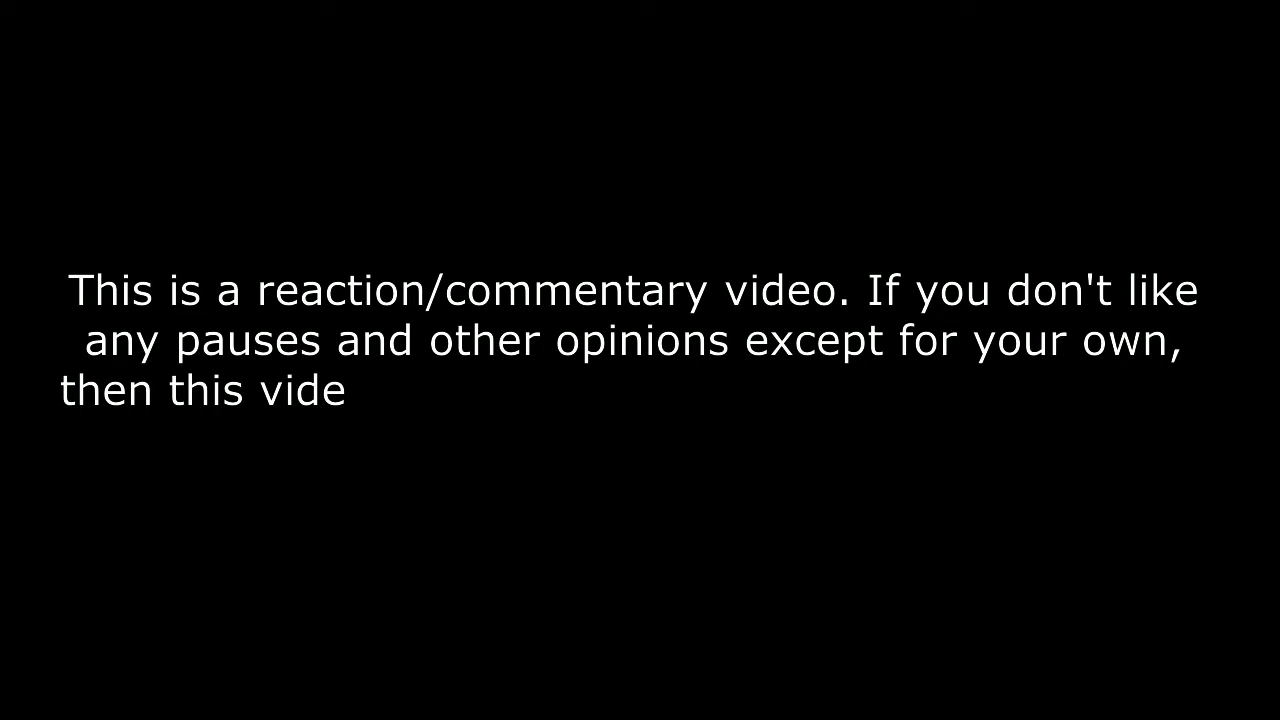 This is a reaction/commentary video. If you don't like
any pauses and other opinions except for your own,
then this vide